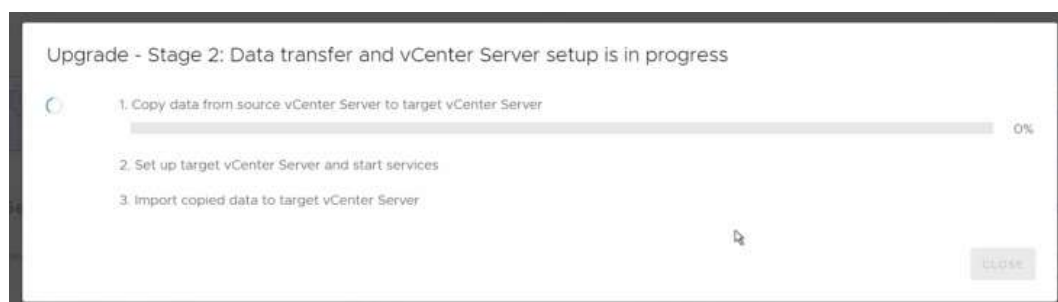 Upgrade - Stage 2: Data transfer and vCenter Server setup is in progress
1. Copy data from source vCenter Server to target vCenter Server
0%
2. Set up target vCenter Server and start services
3. Import copied data to target vCenter Server
CLOSE